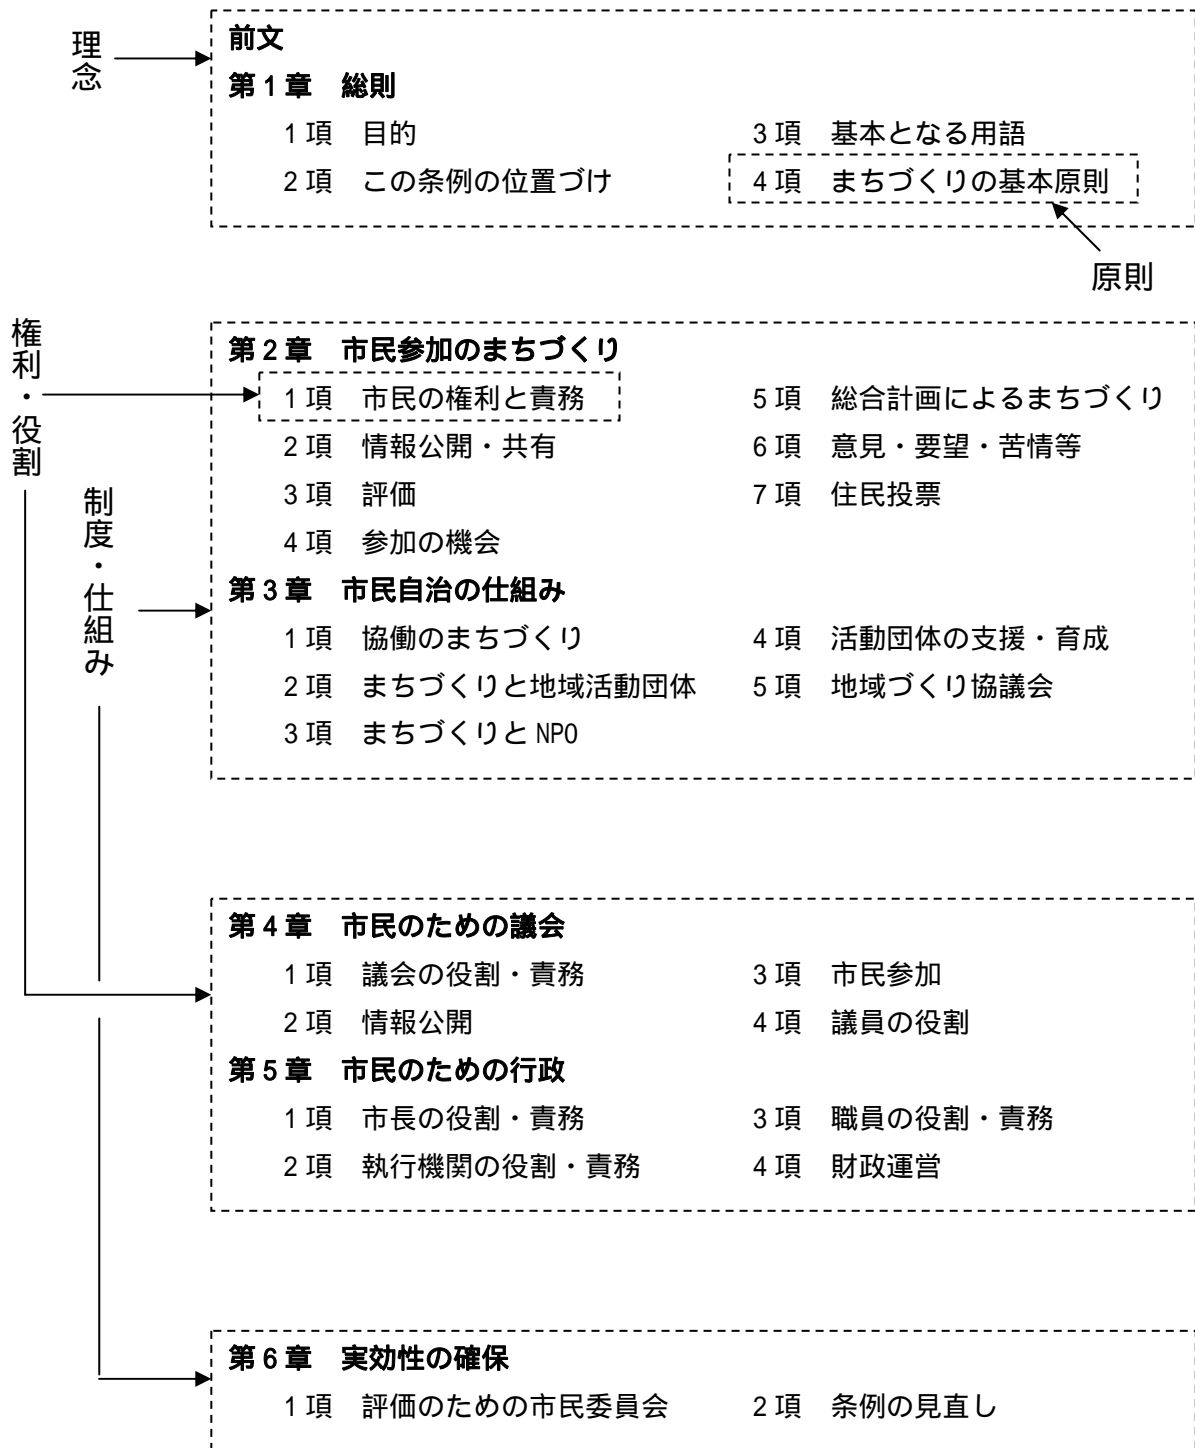 理念
前文
第1章　総則
1項　目的　3項　基本となる用語
2項　この条例の位置づけ　4項　まちづくりの基本原則
原則
権利・役割
第2章　市民参加のまちづくり
1項　市民の権利と責務　5項　総合計画によるまちづくり
2項　情報公開・共有　6項　意見・要望・苦情等
3項　評価　7項　住民投票
4項　参加の機会
制度・仕組み
第3章　市民自治の仕組み
1項　協働のまちづくり　4項　活動団体の支援・育成
2項　まちづくりと地域活動団体　5項　地域づくり協議会
3項　まちづくりとNPO
第4章　市民のための議会
1項　議会の役割・責務　3項　市民参加
2項　情報公開　4項　議員の役割
第5章　市民のための行政
1項　市長の役割・責務　3項　職員の役割・責務
2項　執行機関の役割・責務　4項　財政運営
第6章　実効性の確保
1項　評価のための市民委員会　2項　条例の見直し